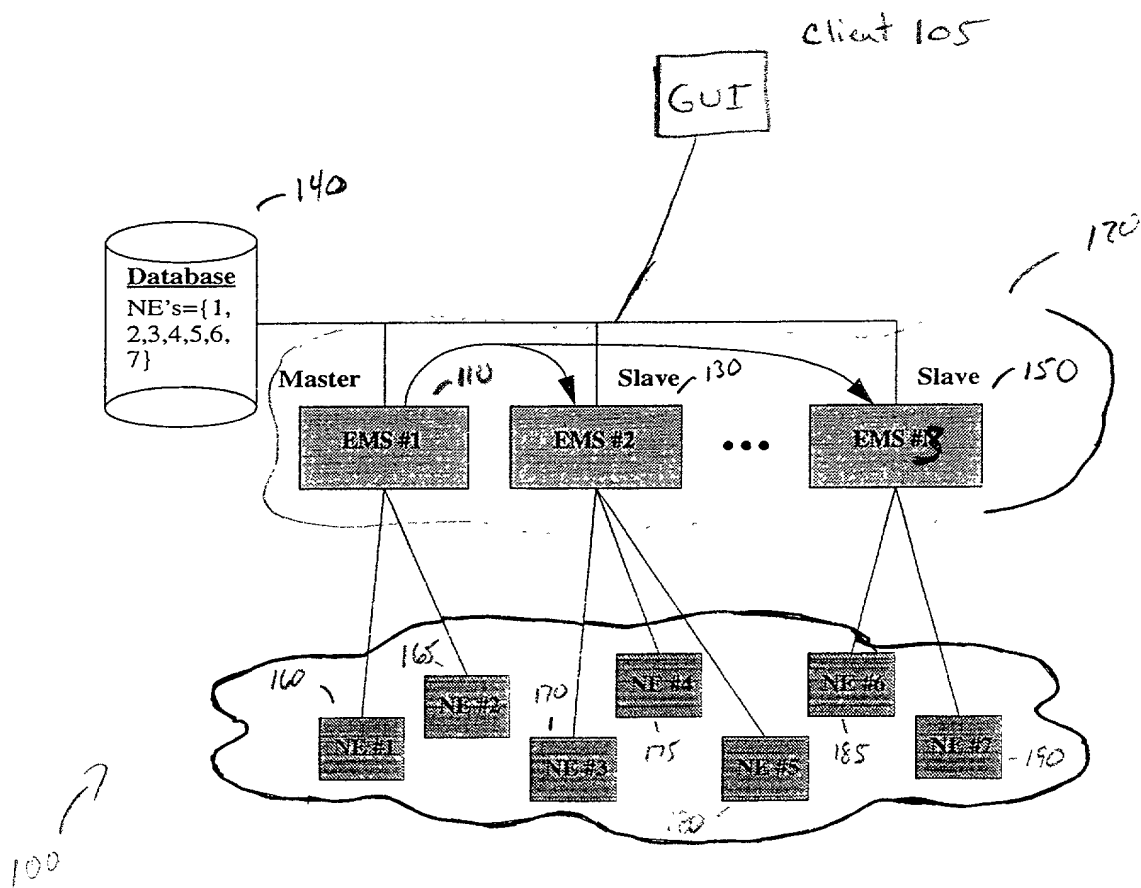 Client 105
GUI
140
Database
NE's={1,
2,3,4,5,6,
7}
120
Master
110
Slave
130
Slave
150
EMS #1
EMS #2
•••
EMS #3
160
165
170
NE #1
NE #2
NE #3
NE #4
175
NE #5
180
NE #6
185
NE #7
190
100